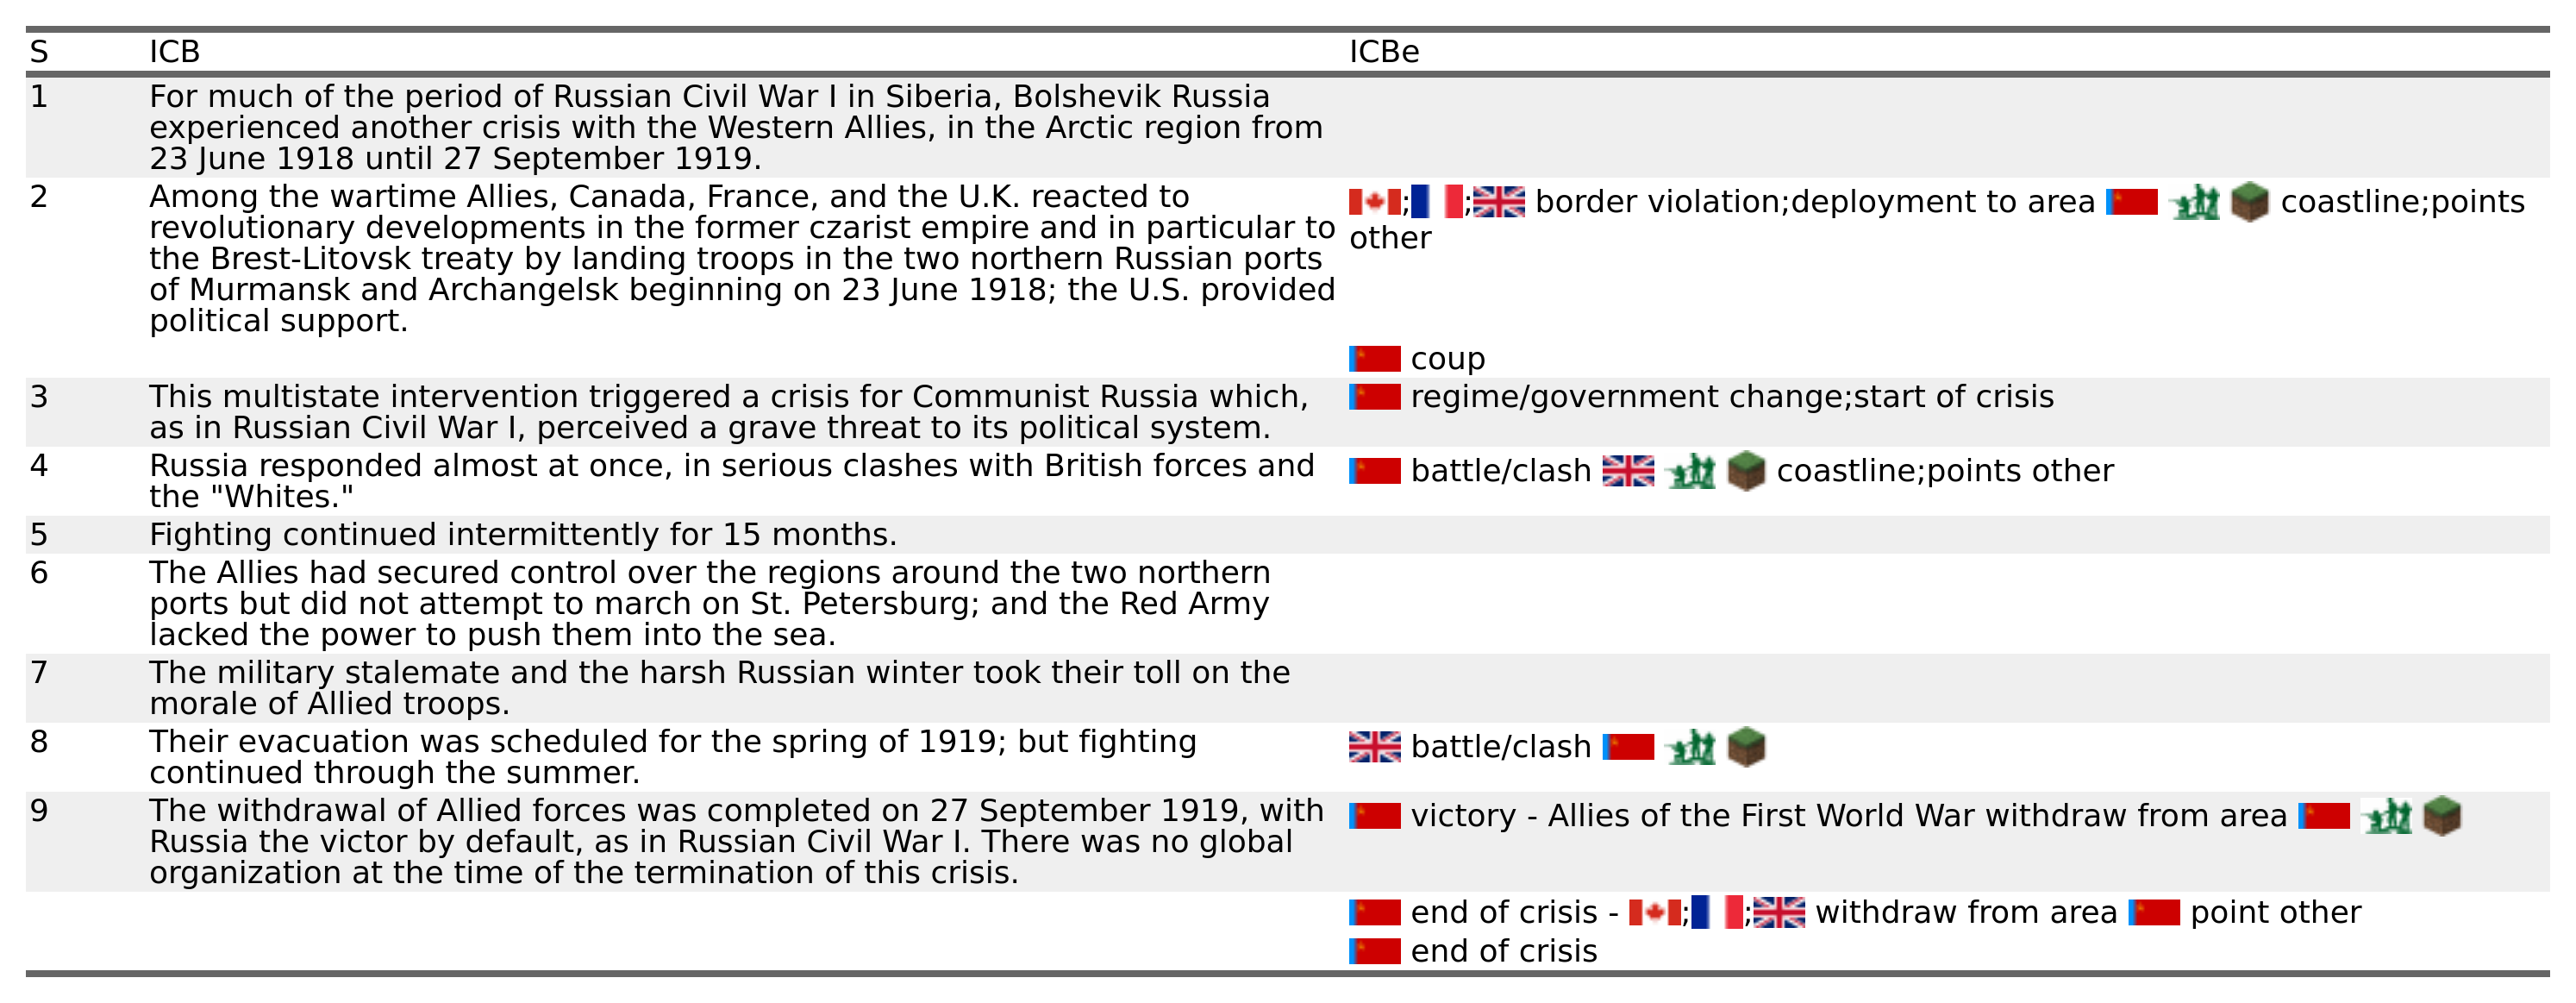 S ICB ICBe
1 For much of the period of Russian Civil War I in Siberia, Bolshevik Russia
experienced another crisis with the Western Allies, in the Arctic region from
23 June 1918 until 27 September 1919.
2 Among the wartime Allies, Canada, France, and the U.K. reacted to
revolutionary developments in the former czarist empire and in particular to
the Brest-Litovsk treaty by landing troops in the two northern Russian ports
of Murmansk and Archangelsk beginning on 23 June 1918; the U.S. provided
political support.
; ; border violation;deployment to area coastline;points
other
coup
3 This multistate intervention triggered a crisis for Communist Russia which,
as in Russian Civil War I, perceived a grave threat to its political system.
regime/government change;start of crisis
4 Russia responded almost at once, in serious clashes with British forces and
the "Whites."
battle/clash coastline;points other
5 Fighting continued intermittently for 15 months.
6 The Allies had secured control over the regions around the two northern
ports but did not attempt to march on St. Petersburg; and the Red Army
lacked the power to push them into the sea.
7 The military stalemate and the harsh Russian winter took their toll on the
morale of Allied troops.
8 Their evacuation was scheduled for the spring of 1919; but fighting
continued through the summer.
battle/clash
9 The withdrawal of Allied forces was completed on 27 September 1919, with
Russia the victor by default, as in Russian Civil War I. There was no global
organization at the time of the termination of this crisis.
victory - Allies of the First World War withdraw from area
end of crisis - ; ; withdraw from area point other
end of crisis